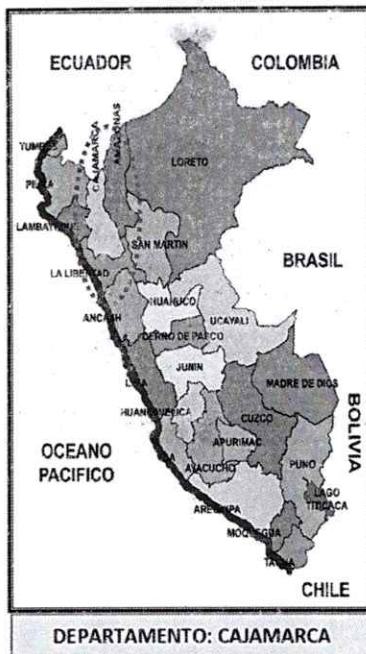 ECUADOR
COLOMBIA
AMAZONAS
CAJAMARCA
TUMBES
LORETO
PIURA
LAMBAYEQUE
SAN MARTIN
LA LIBERTAD
BRASIL
HUANUCO
ANCASH
UCAYALI
CERRO DE PASCO
JUNIN
LIMA
MADRE DE DIOS
HUANCAVELICA
CUZCO
BOLIVIA
OCEANO
PACIFICO
APURIMAC
PUNO
AYACUCHO
LAGO
TITICACA
AREQUIPA
MOQUEGUA
TACNA
CHILE
DEPARTAMENTO: CAJAMARCA